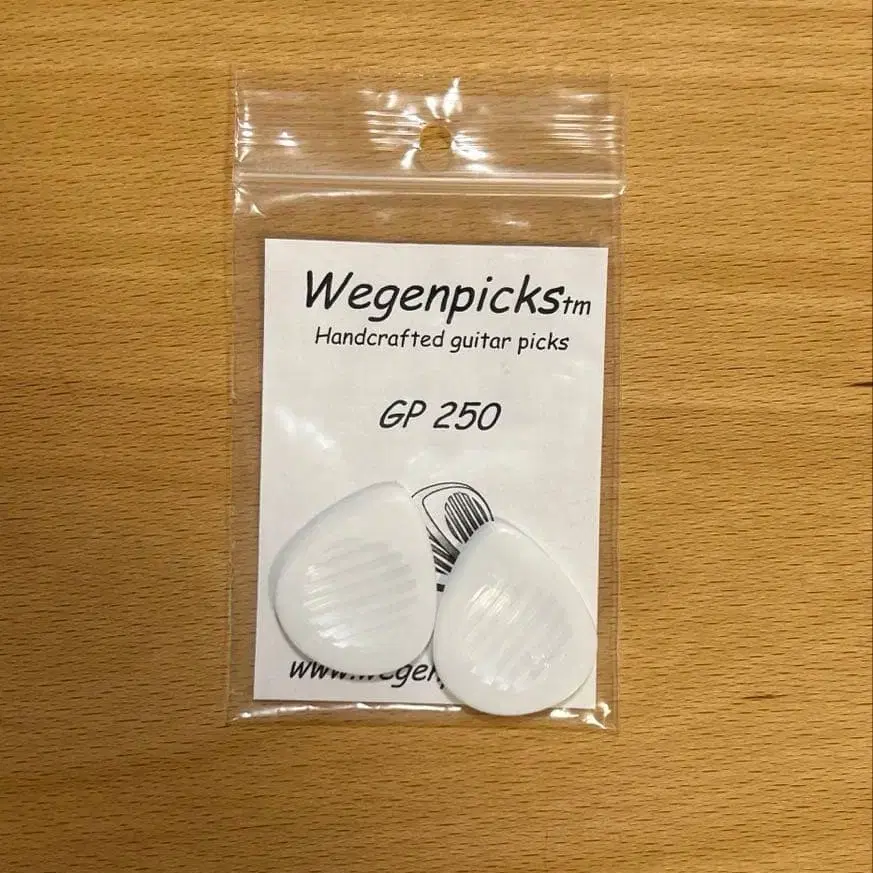 Wegenpicks tm
Handcrafted guitar picks
GP 250